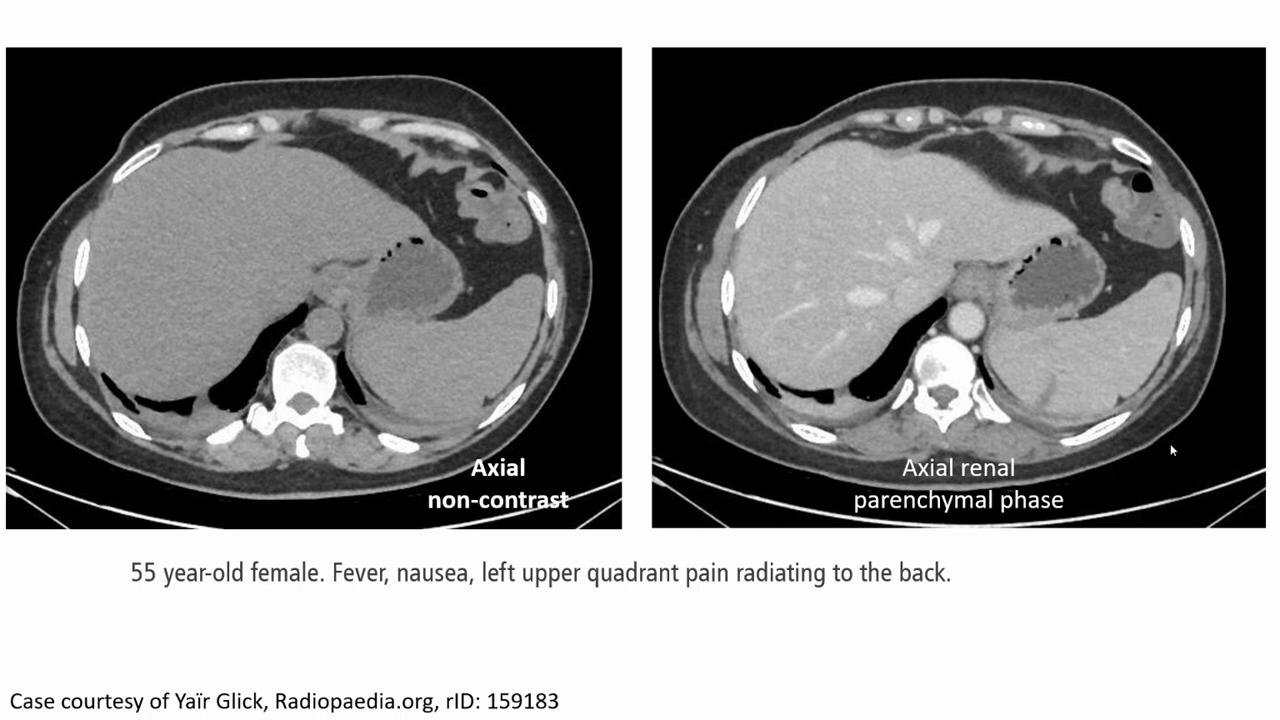 Axial
non-contrast
Axial renal
parenchymal phase
55 year-old female. Fever, nausea, left upper quadrant pain radiating to the back.
Case courtesy of Yaïr Glick, Radiopaedia.org, rID: 159183